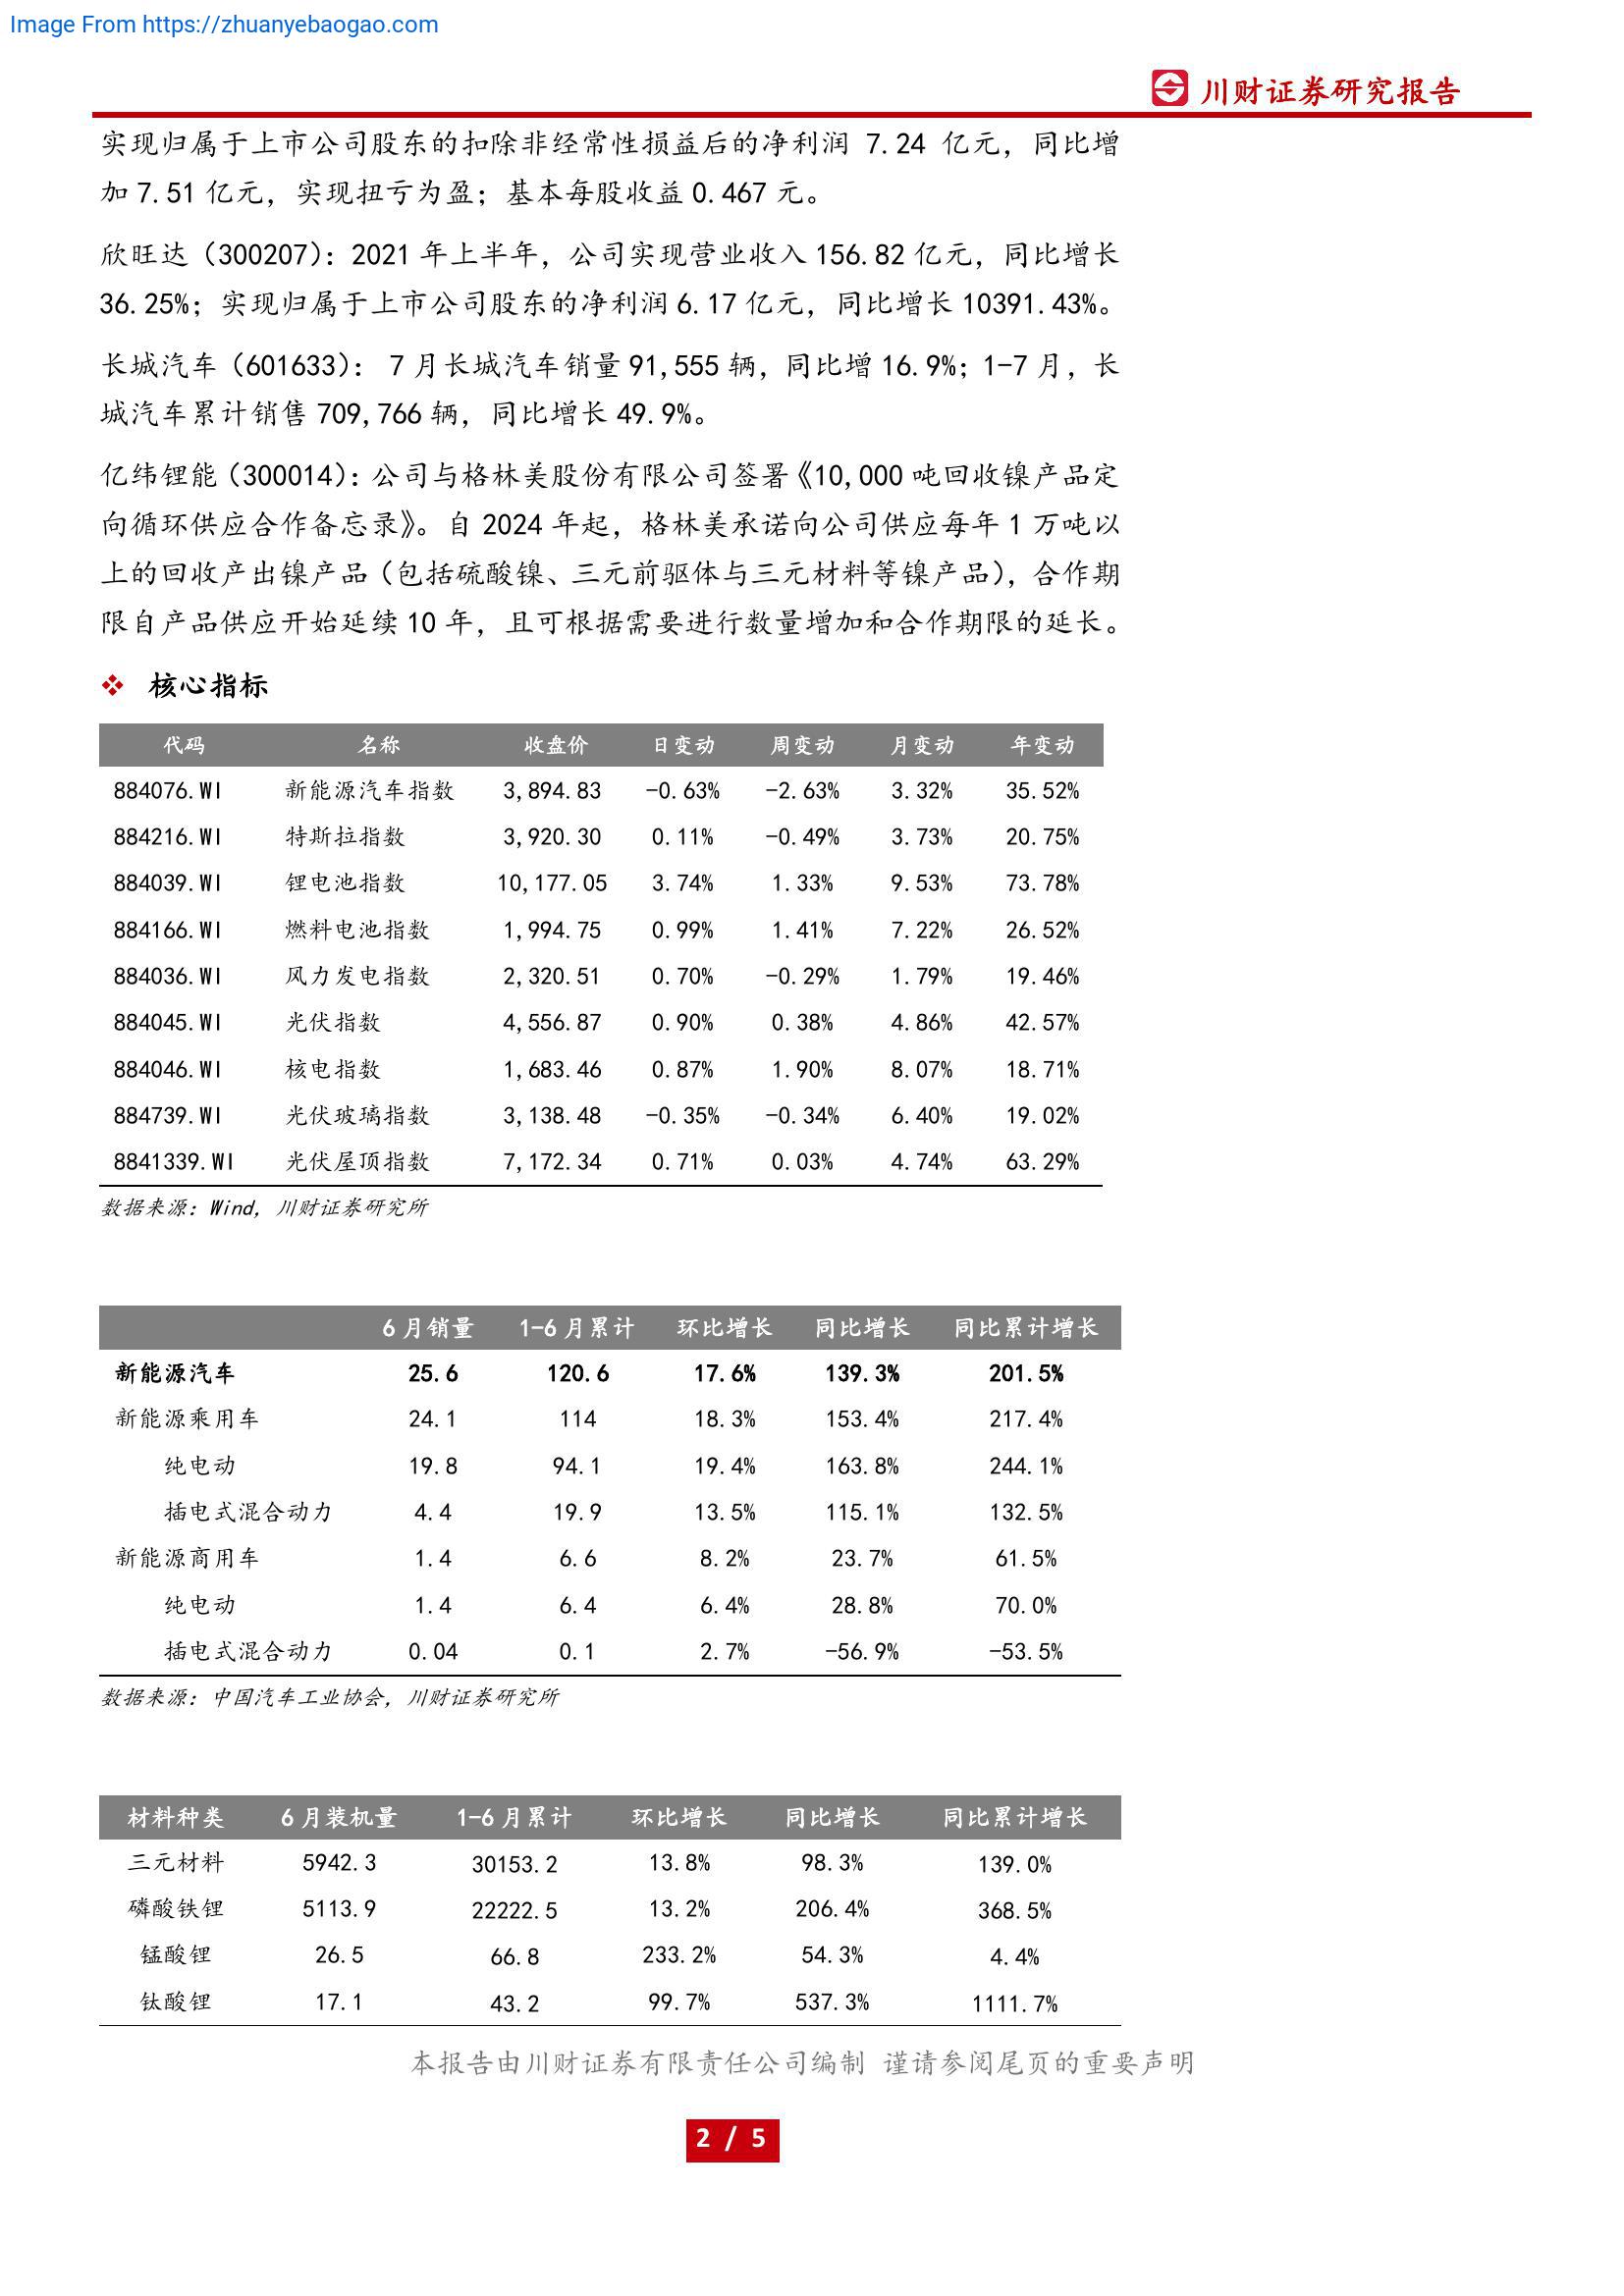 Image From https://zhuanyebaogao.com
川财证券研究报告
实现归属于上市公司股东的扣除非经常性损益后的净利润 7.24 亿元，同比增
加 7.51 亿元，实现扭亏为盈；基本每股收益 0.467 元。
欣旺达（300207）：2021 年上半年，公司实现营业收入 156.82 亿元，同比增长
36.25%；实现归属于上市公司股东的净利润 6.17 亿元，同比增长 10391.43%。
长城汽车（601633）： 7 月长城汽车销量 91,555 辆，同比增 16.9%；1-7 月，长
城汽车累计销售 709,766 辆，同比增长 49.9%。
亿纬锂能（300014）：公司与格林美股份有限公司签署《10,000 吨回收镍产品定
向循环供应合作备忘录》。自 2024 年起，格林美承诺向公司供应每年 1 万吨以
上的回收产出镍产品（包括硫酸镍、三元前驱体与三元材料等镍产品），合作期
限自产品供应开始延续 10 年，且可根据需要进行数量增加和合作期限的延长。
❖ 核心指标
代码 名称 收盘价 日变动 周变动 月变动 年变动
884076.WI 新能源汽车指数 3,894.83 -0.63% -2.63% 3.32% 35.52%
884216.WI 特斯拉指数 3,920.30 0.11% -0.49% 3.73% 20.75%
884039.WI 锂电池指数 10,177.05 3.74% 1.33% 9.53% 73.78%
884166.WI 燃料电池指数 1,994.75 0.99% 1.41% 7.22% 26.52%
884036.WI 风力发电指数 2,320.51 0.70% -0.29% 1.79% 19.46%
884045.WI 光伏指数 4,556.87 0.90% 0.38% 4.86% 42.57%
884046.WI 核电指数 1,683.46 0.87% 1.90% 8.07% 18.71%
884739.WI 光伏玻璃指数 3,138.48 -0.35% -0.34% 6.40% 19.02%
8841339.WI 光伏屋顶指数 7,172.34 0.71% 0.03% 4.74% 63.29%
数据来源：Wind，川财证券研究所
6 月销量 1-6 月累计 环比增长 同比增长 同比累计增长
新能源汽车 25.6 120.6 17.6% 139.3% 201.5%
新能源乘用车 24.1 114 18.3% 153.4% 217.4%
纯电动 19.8 94.1 19.4% 163.8% 244.1%
插电式混合动力 4.4 19.9 13.5% 115.1% 132.5%
新能源商用车 1.4 6.6 8.2% 23.7% 61.5%
纯电动 1.4 6.4 6.4% 28.8% 70.0%
插电式混合动力 0.04 0.1 2.7% -56.9% -53.5%
数据来源：中国汽车工业协会，川财证券研究所
材料种类 6 月装机量 1-6 月累计 环比增长 同比增长 同比累计增长
三元材料 5942.3 30153.2 13.8% 98.3% 139.0%
磷酸铁锂 5113.9 22222.5 13.2% 206.4% 368.5%
锰酸锂 26.5 66.8 233.2% 54.3% 4.4%
钛酸锂 17.1 43.2 99.7% 537.3% 1111.7%
本报告由川财证券有限责任公司编制 谨请参阅尾页的重要声明
2 / 5